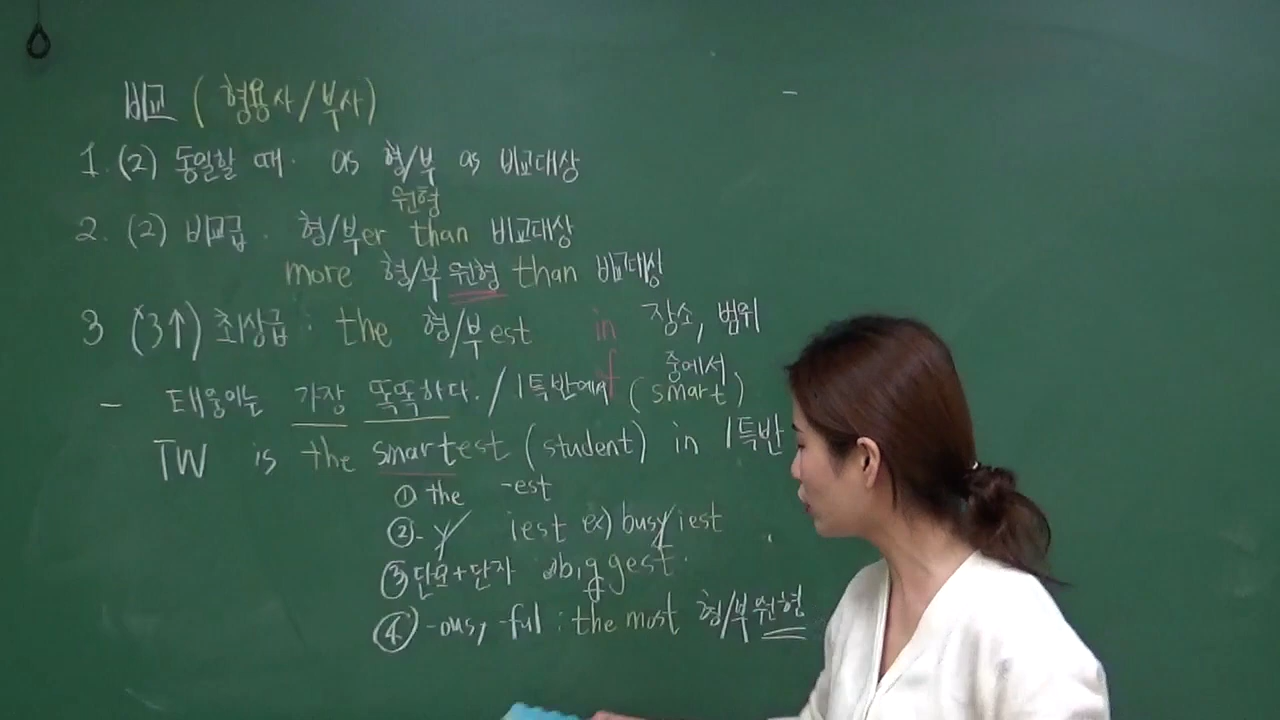 비교 (형용사/부사)
1. (2) 동일할 때. as 형/부 as 비교대상
원형
2. (2) 비교급. 형/부er than 비교대상
more 형/부 원형 than 비교대상
3 (3↑) 최상급 : the 형/부est in 장소, 범위
중에서
- 태웅이는 가장 똑똑하다. / 1특반에서 (smart)
TW is the smartest (student) in 1특반
① the -est
② -y iest ex) busy iest
③ 단모+단자 biggest.
④ -ous, -ful : the most 형/부 원형